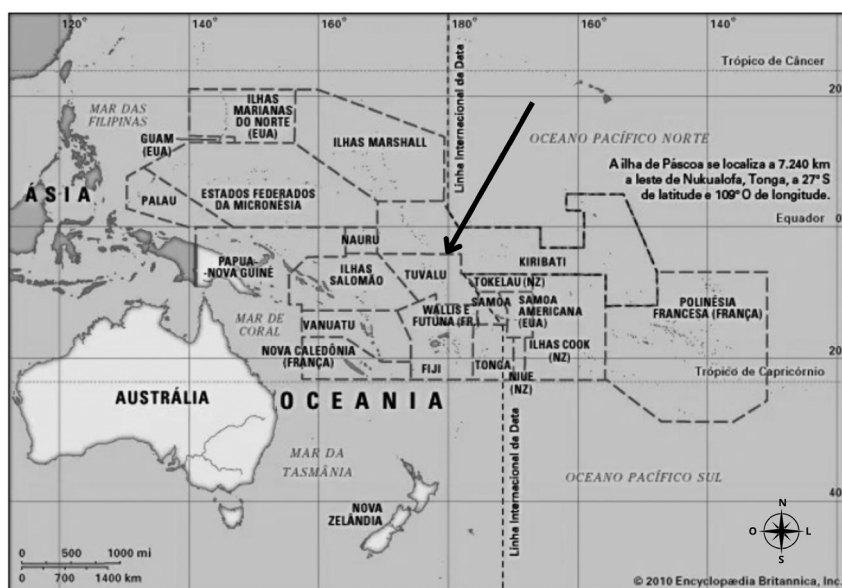 120°
140°
160°
180°
160°
140°
Trópico de Câncer
20
MAR DAS
FILIPINAS
ILHAS
MARIANAS
DO NORTE
(EUA)
GUAM
(EUA)
ILHAS MARSHALL
Linha Internacional da Data
OCEANO PACÍFICO NORTE
A ilha de Páscoa se localiza a 7.240 km
a leste de Nukualofa, Tonga, a 27° S
de latitude e 109° O de longitude.
ÁSIA
PALAU
ESTADOS FEDERADOS
DA MICRONÉSIA
Equador
0
NAURU
KIRIBATI
PAPUA
-NOVA GUINÉ
ILHAS
SALOMÃO
TUVALU
TOKELAU (NZ)
SAMOA
SAMOA
AMERICANA
(EUA)
POLINÉSIA
FRANCESA (FRANÇA)
MAR DE
CORAL
WALLIS E
FUTUNA (FR.)
VANUATU
NOVA CALEDÔNIA
(FRANÇA)
ILHAS COOK
(NZ)
FIJI
TONGA
NIUE
(NZ)
20
Trópico de Capricórnio
AUSTRÁLIA
OCEANIA
MAR DA
TASMÂNIA
Linha Internacional da Data
OCEANO PACÍFICO SUL
NOVA
ZELÂNDIA
40
N
O
L
S
0 500 1000 mi
0 700 1400 km
© 2010 Encyclopædia Britannica, Inc.